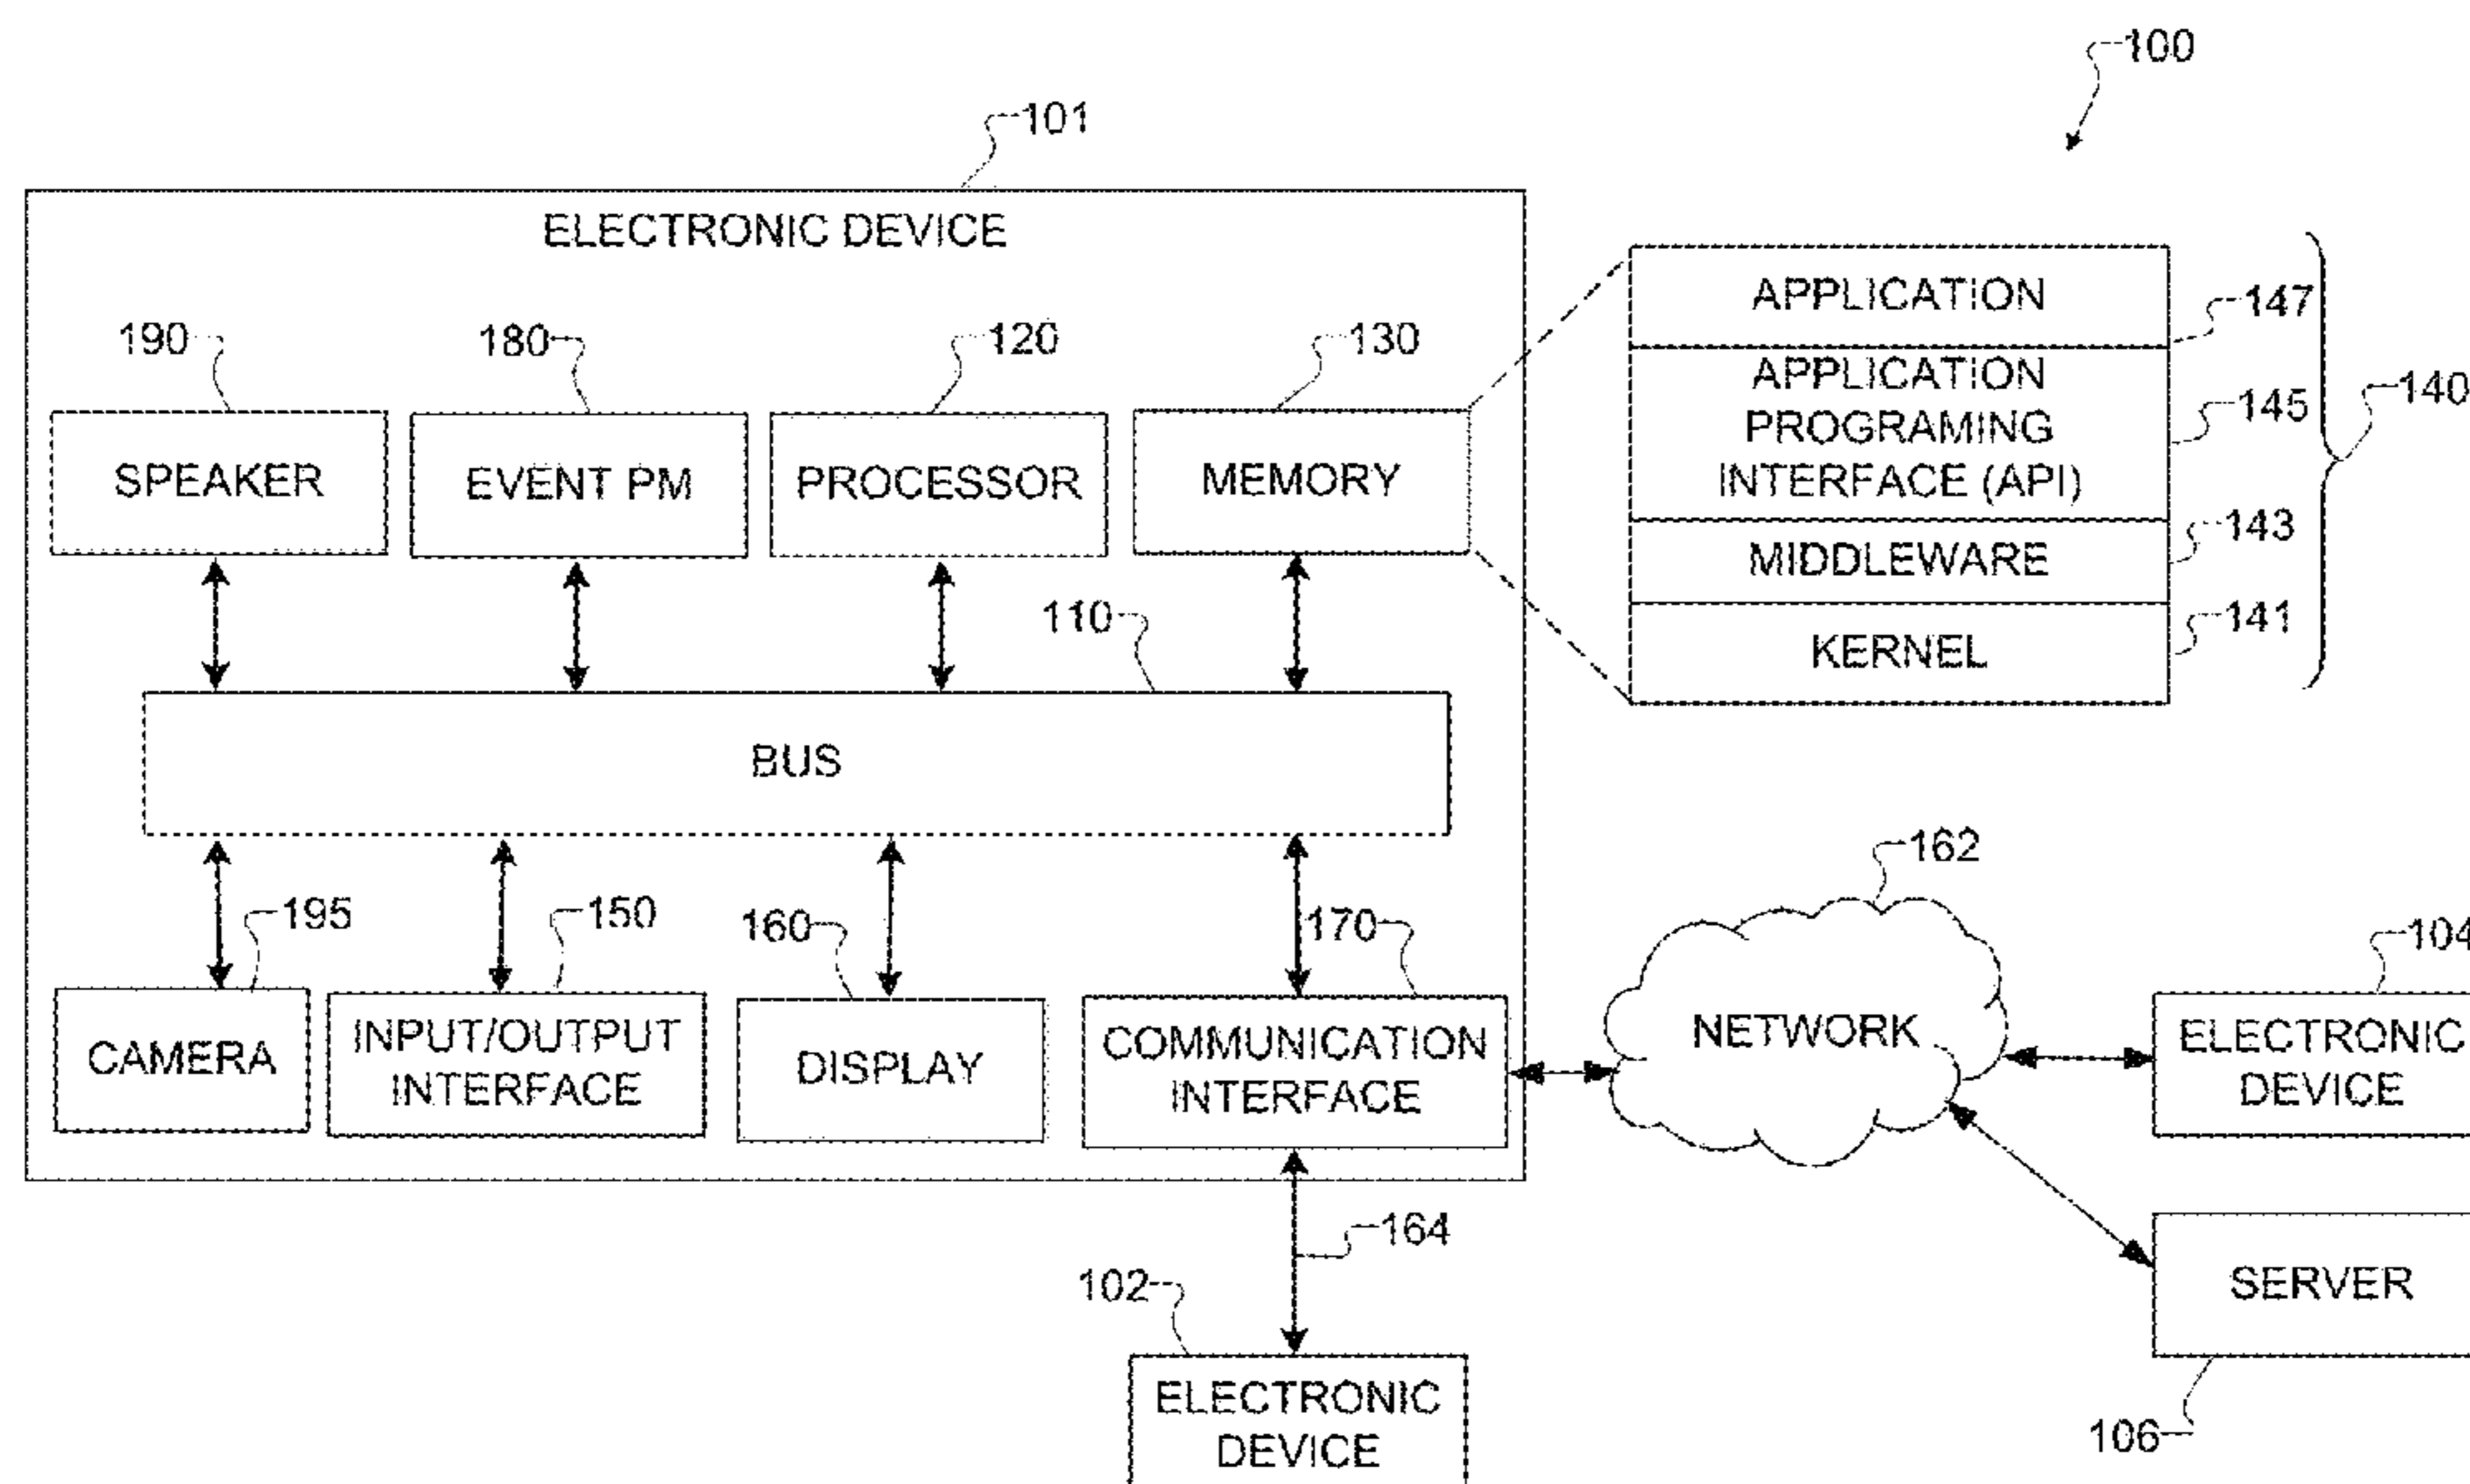 100
101
ELECTRONIC DEVICE
190
180
120
130
SPEAKER
EVENT PM
PROCESSOR
MEMORY
APPLICATION
147
APPLICATION
PROGRAMING
INTERFACE (API)
145
140
MIDDLEWARE
143
KERNEL
141
110
BUS
195
150
160
170
CAMERA
INPUT/OUTPUT
INTERFACE
DISPLAY
COMMUNICATION
INTERFACE
162
NETWORK
104
ELECTRONIC
DEVICE
164
102
ELECTRONIC
DEVICE
SERVER
106